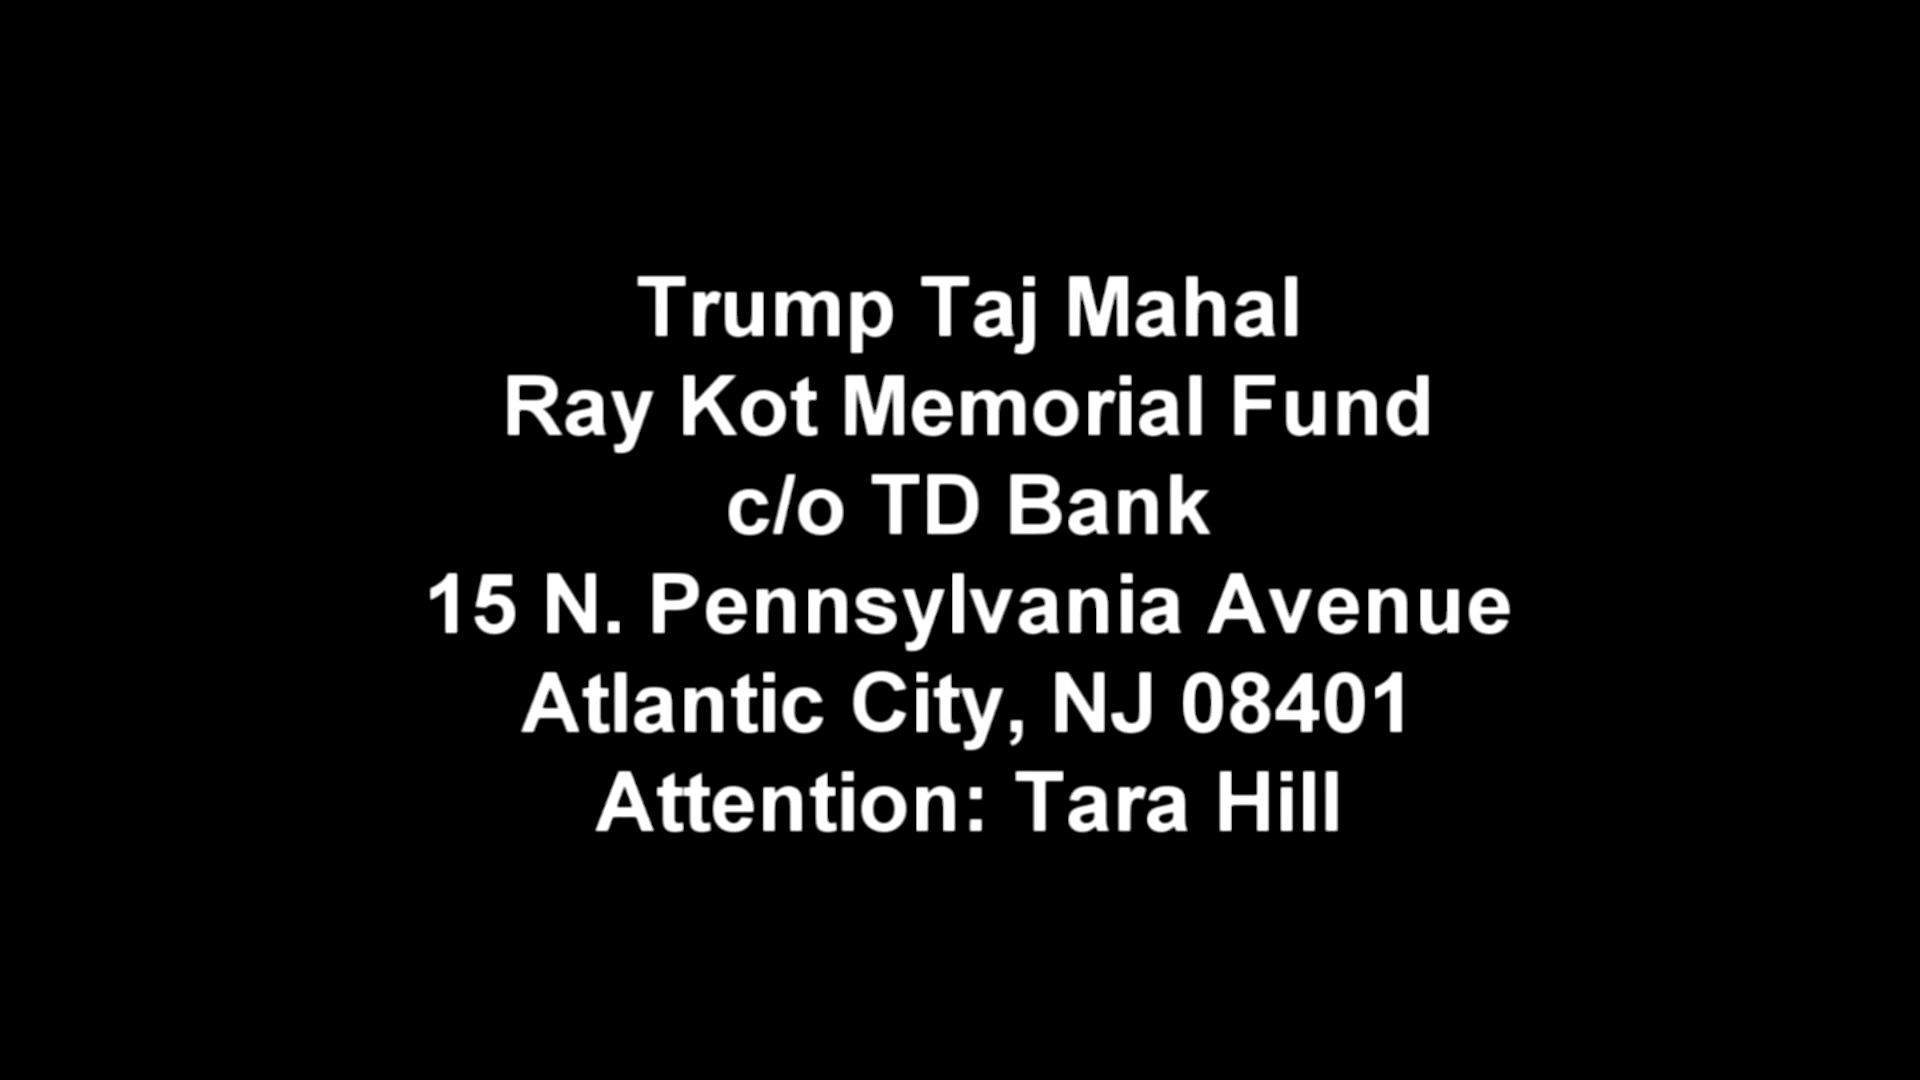 Trump Taj Mahal
Ray Kot Memorial Fund
c/o TD Bank
15 N. Pennsylvania Avenue
Atlantic City, NJ 08401
Attention: Tara Hill